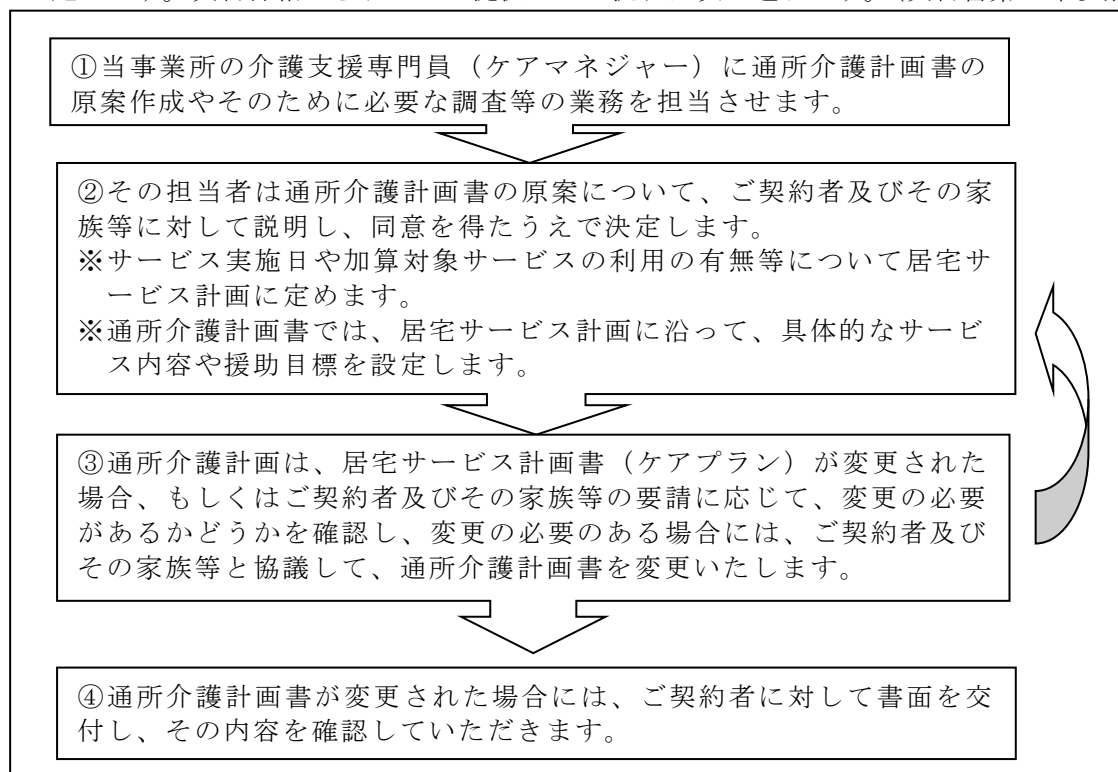 ①当事業所の介護支援専門員（ケアマネジャー）に通所介護計画書の
原案作成やそのために必要な調査等の業務を担当させます。
②その担当者は通所介護計画書の原案について、ご契約者及びその家
族等に対して説明し、同意を得たうえで決定します。
※サービス実施日や加算対象サービスの利用の有無等について居宅サ
ービス計画に定めます。
※通所介護計画書では、居宅サービス計画に沿って、具体的なサービ
ス内容や援助目標を設定します。
③通所介護計画は、居宅サービス計画書（ケアプラン）が変更された
場合、もしくはご契約者及びその家族等の要請に応じて、変更の必要
があるかどうかを確認し、変更の必要のある場合には、ご契約者及び
その家族等と協議して、通所介護計画書を変更いたします。
④通所介護計画書が変更された場合には、ご契約者に対して書面を交
付し、その内容を確認していただきます。